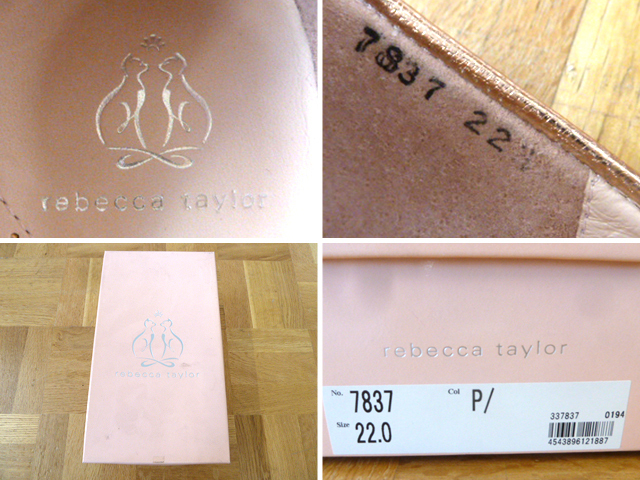 rebecca taylor
7837 22
rebecca taylor
rebecca taylor
No. 7837 Col P/
Size 22.0
337837 0194
4543896121887